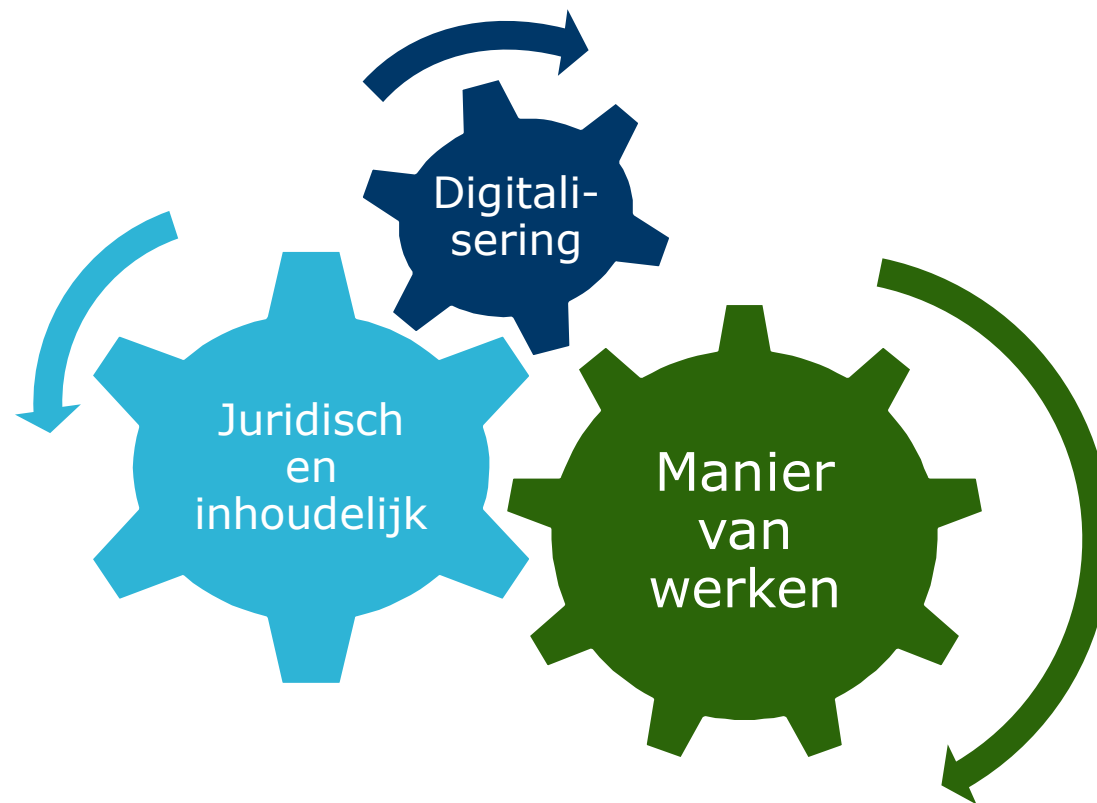 Digitali-
sering
Juridisch
en
inhoudelijk
Manier
van
werken